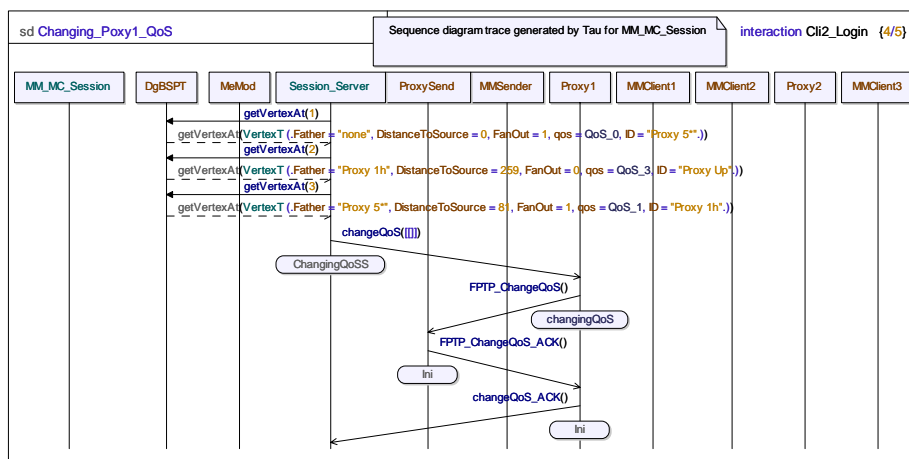 sd Changing_Poxy1_QoS
Sequence diagram trace generated by Tau for MM_MC_Session
interaction Cli2_Login {4/5}
MM_MC_Session DgBSPT MeMod Session_Server ProxySend MMSender Proxy1 MMClient1 MMClient2 Proxy2 MMClient3
getVertexAt(1)
getVertexAt(VertexT (.Father = "none", DistanceToSource = 0, FanOut = 1, qos = QoS_0, ID = "Proxy 5*".))
getVertexAt(2)
getVertexAt(VertexT (.Father = "Proxy 1h", DistanceToSource = 259, FanOut = 0, qos = QoS_3, ID = "Proxy Up".))
getVertexAt(3)
getVertexAt(VertexT (.Father = "Proxy 5*", DistanceToSource = 81, FanOut = 1, qos = QoS_1, ID = "Proxy 1h".))
changeQoS([[]])
ChangingQoSS
FPTP_ChangeQoS()
changingQoS
FPTP_ChangeQoS_ACK()
Ini
changeQoS_ACK()
Ini